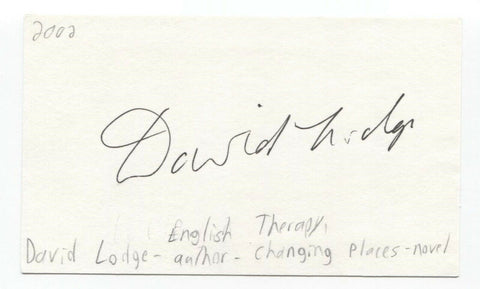 2002
David Lodge
English Therapy,
David Lodge - author - Changing Places - novel